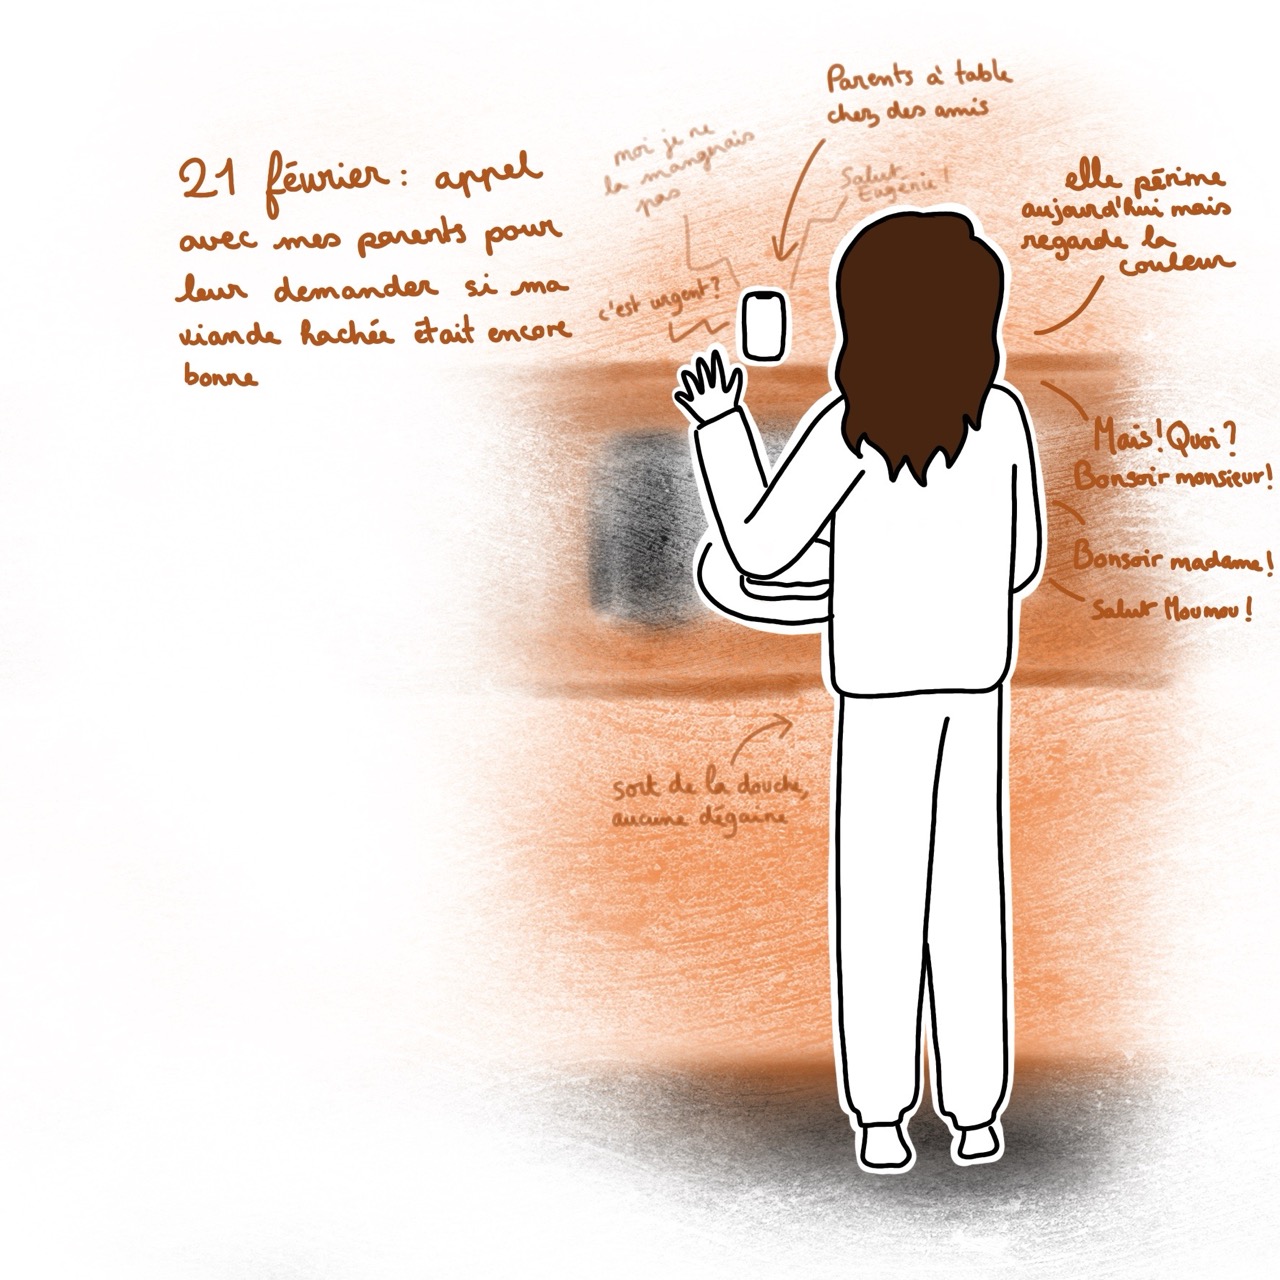 21 février : appel
avec mes parents pour
leur demander si ma
viande hachée était encore
bonne
Parents à table
chez des amis
moi je ne
la mangerais
pas
Salut
Eugénie !
c'est urgent ?
elle périme
aujourd'hui mais
regarde la
couleur
Mais ! Quoi ?
Bonsoir monsieur !
Bonsoir madame !
Salut Moumou !
sort de la douche,
aucune dégaine